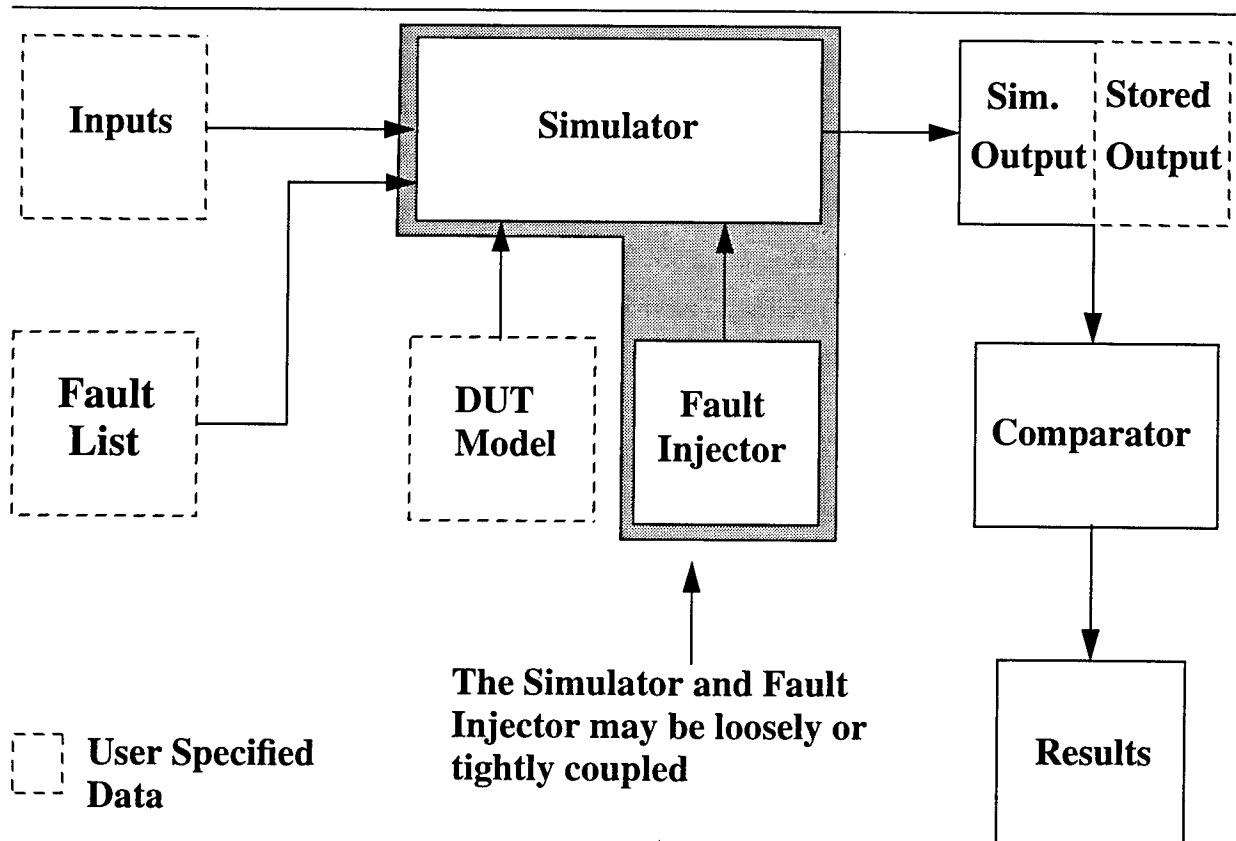 Inputs
Simulator
Sim.
Output
Stored
Output
Fault
List
DUT
Model
Fault
Injector
Comparator
The Simulator and Fault
Injector may be loosely or
tightly coupled
User Specified
Data
Results